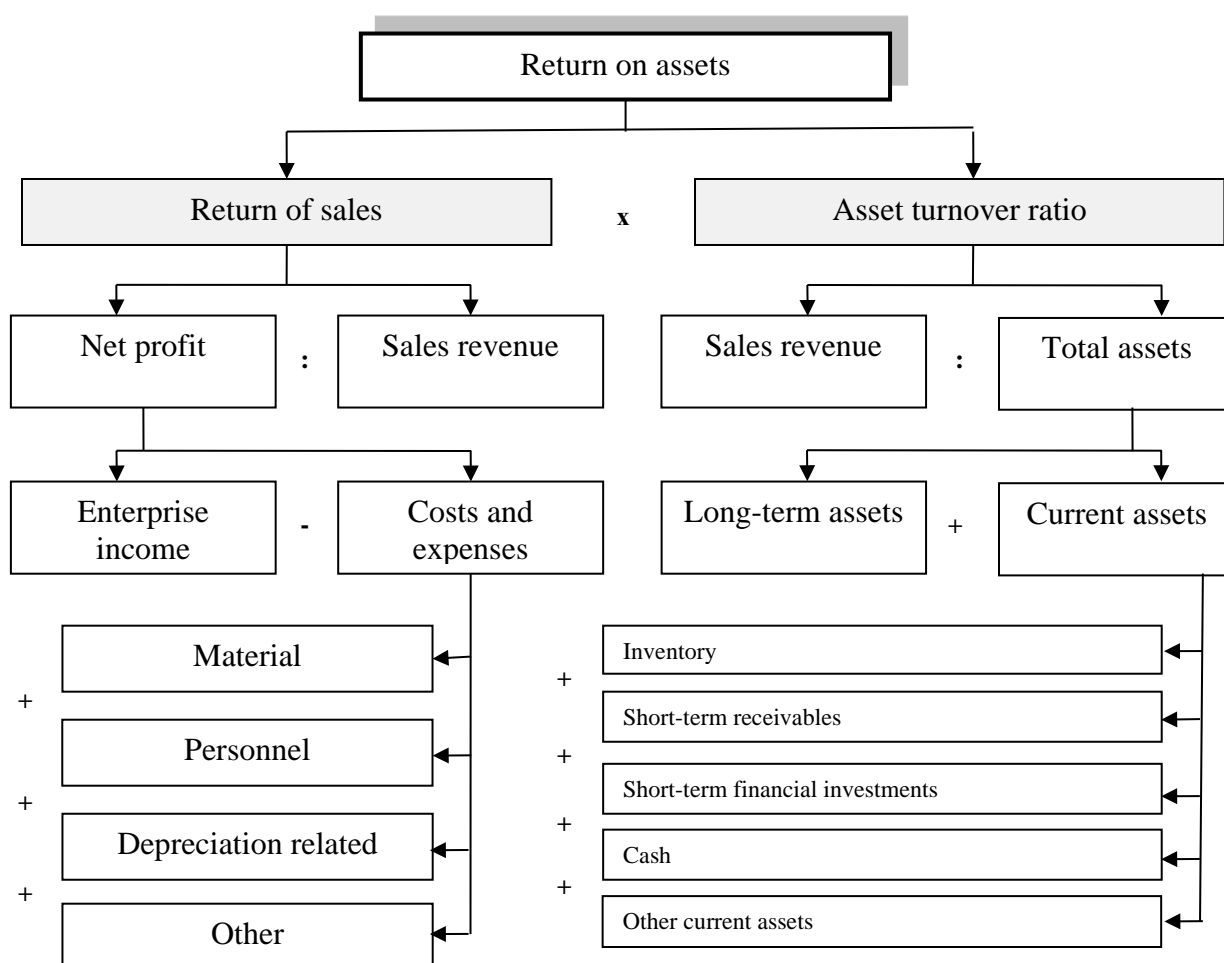 Return on assets
Return of sales
x
Asset turnover ratio
Net profit
:
Sales revenue
Sales revenue
:
Total assets
Enterprise
income
-
Costs and
expenses
Long-term assets
+
Current assets
Material
+
Personnel
+
Depreciation related
+
Other
Inventory
+
Short-term receivables
+
Short-term financial investments
+
Cash
+
Other current assets